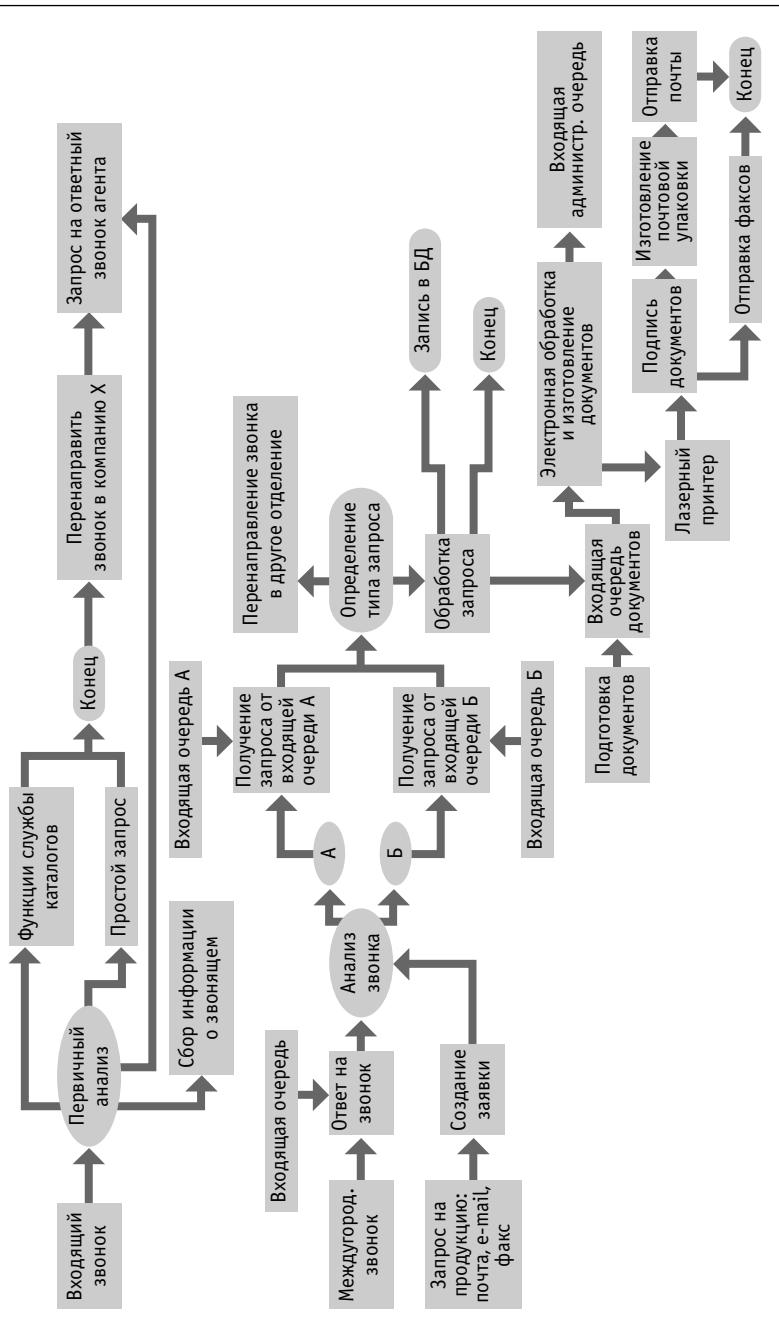 Входящий
звонок
Первичный
анализ
Функции службы
каталогов
Простой запрос
Конец
Перенаправить
звонок в компанию X
Запрос на ответный
звонок агента
Сбор информации
о звонящем
Входящая очередь
Междугород.
звонок
Ответ на
звонок
Анализ
звонка
Запрос на
продукцию:
почта, e-mail,
факс
Создание
заявки
А
Б
Входящая очередь А
Получение
запроса от
входящей
очереди А
Получение
запроса от
входящей
очереди Б
Входящая очередь Б
Перенаправление звонка
в другое отделение
Определение
типа запроса
Обработка
запроса
Запись в БД
Конец
Подготовка
документов
Входящая
очередь
документов
Электронная обработка
и изготовление
документов
Входящая
администр. очередь
Лазерный
принтер
Подпись
документов
Изготовление
почтовой
упаковки
Отправка
почты
Отправка факсов
Конец